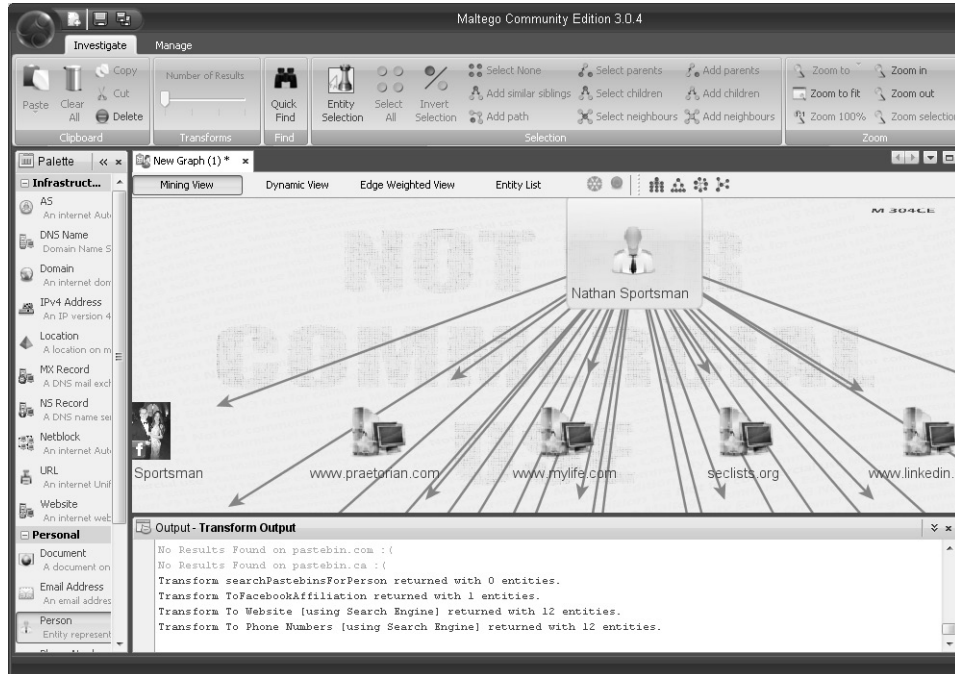 Maltego Community Edition 3.0.4
Investigate
Manage
Paste
Clear All
Copy
Cut
Delete
Clipboard
Number of Results
Transforms
Quick Find
Find
Entity Selection
Select All
Invert Selection
Select None
Add similar siblings
Add path
Select parents
Select children
Select neighbours
Add parents
Add children
Add neighbours
Selection
Zoom to
Zoom to fit
Zoom 100%
Zoom in
Zoom out
Zoom selection
Zoom
Palette
New Graph (1) *
Infrastruct...
AS
An internet Aut
DNS Name
Domain Name S
Domain
An internet dom
IPv4 Address
An IP version 4
Location
A location on m
MX Record
A DNS mail exch
NS Record
A DNS name ser
Netblock
An internet Aut
URL
An internet Unif
Website
An internet web
Personal
Document
A document on
Email Address
An email addres
Person
Entity represent
Mining View
Dynamic View
Edge Weighted View
Entity List
M 304CE
NOT FOR
COMMERCIAL
USE
Nathan Sportsman
Sportsman
www.praetorian.com
www.mylife.com
seclists.org
www.linkedin.
Output - Transform Output
No Results Found on pastebin.com :(
No Results Found on pastebin.ca :(
Transform searchPastebinsForPerson returned with 0 entities.
Transform ToFacebookAffiliation returned with 1 entities.
Transform To Website [using Search Engine] returned with 12 entities.
Transform To Phone Numbers [using Search Engine] returned with 12 entities.